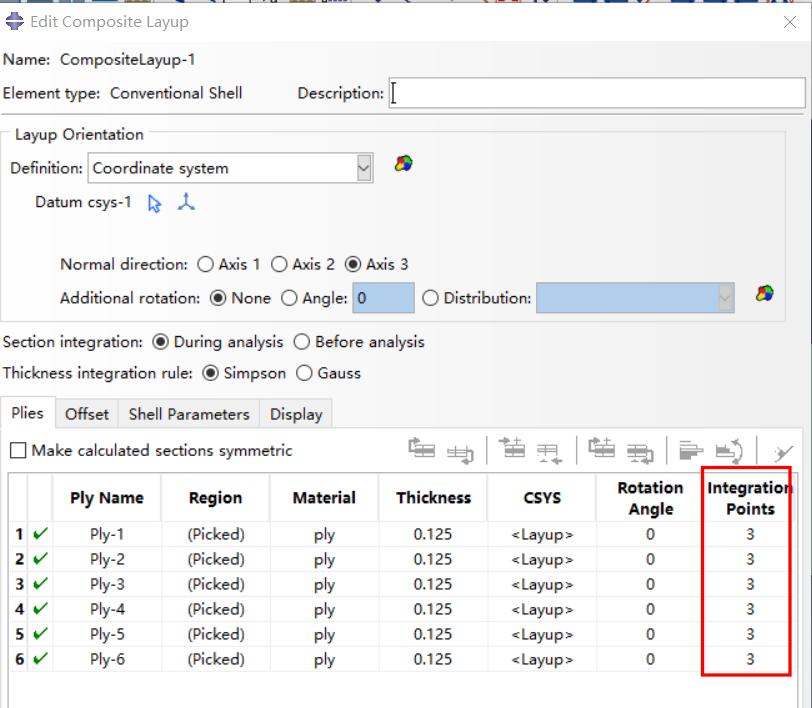 Edit Composite Layup
Name: CompositeLayup-1
Element type: Conventional Shell Description:
Layup Orientation
Definition: Coordinate system
Datum csys-1
Normal direction: Axis 1 Axis 2 Axis 3
Additional rotation: None Angle: 0 Distribution:
Section integration: During analysis Before analysis
Thickness integration rule: Simpson Gauss
Plies Offset Shell Parameters Display
Make calculated sections symmetric
Ply Name Region Material Thickness CSYS Rotation Angle Integration Points
1 Ply-1 (Picked) ply 0.125 <Layup> 0 3
2 Ply-2 (Picked) ply 0.125 <Layup> 0 3
3 Ply-3 (Picked) ply 0.125 <Layup> 0 3
4 Ply-4 (Picked) ply 0.125 <Layup> 0 3
5 Ply-5 (Picked) ply 0.125 <Layup> 0 3
6 Ply-6 (Picked) ply 0.125 <Layup> 0 3